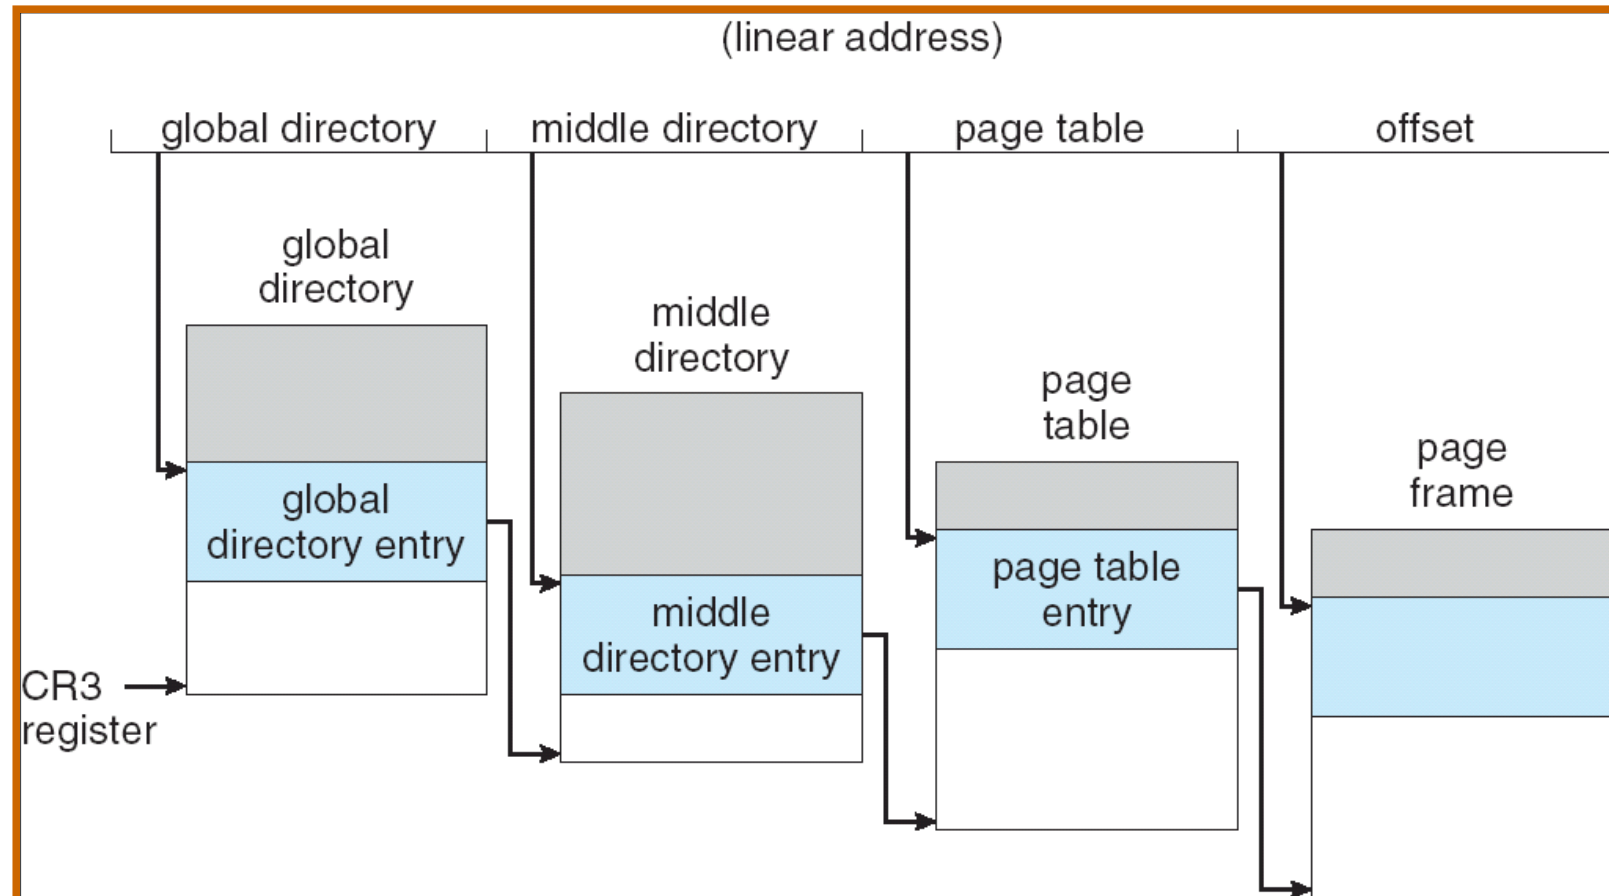 (linear address)
global directory
middle directory
page table
offset
global
directory
middle
directory
page
table
page
frame
global
directory entry
middle
directory entry
page table
entry
CR3
register